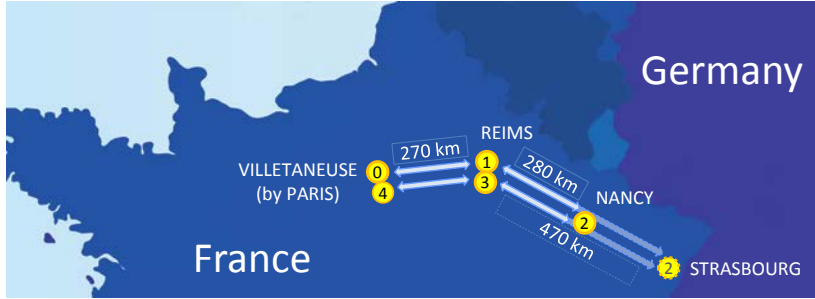 Germany
REIMS
270 km
1
VILLETANEUSE
(by PARIS)
0
4
3
280 km
NANCY
2
470 km
France
2
STRASBOURG